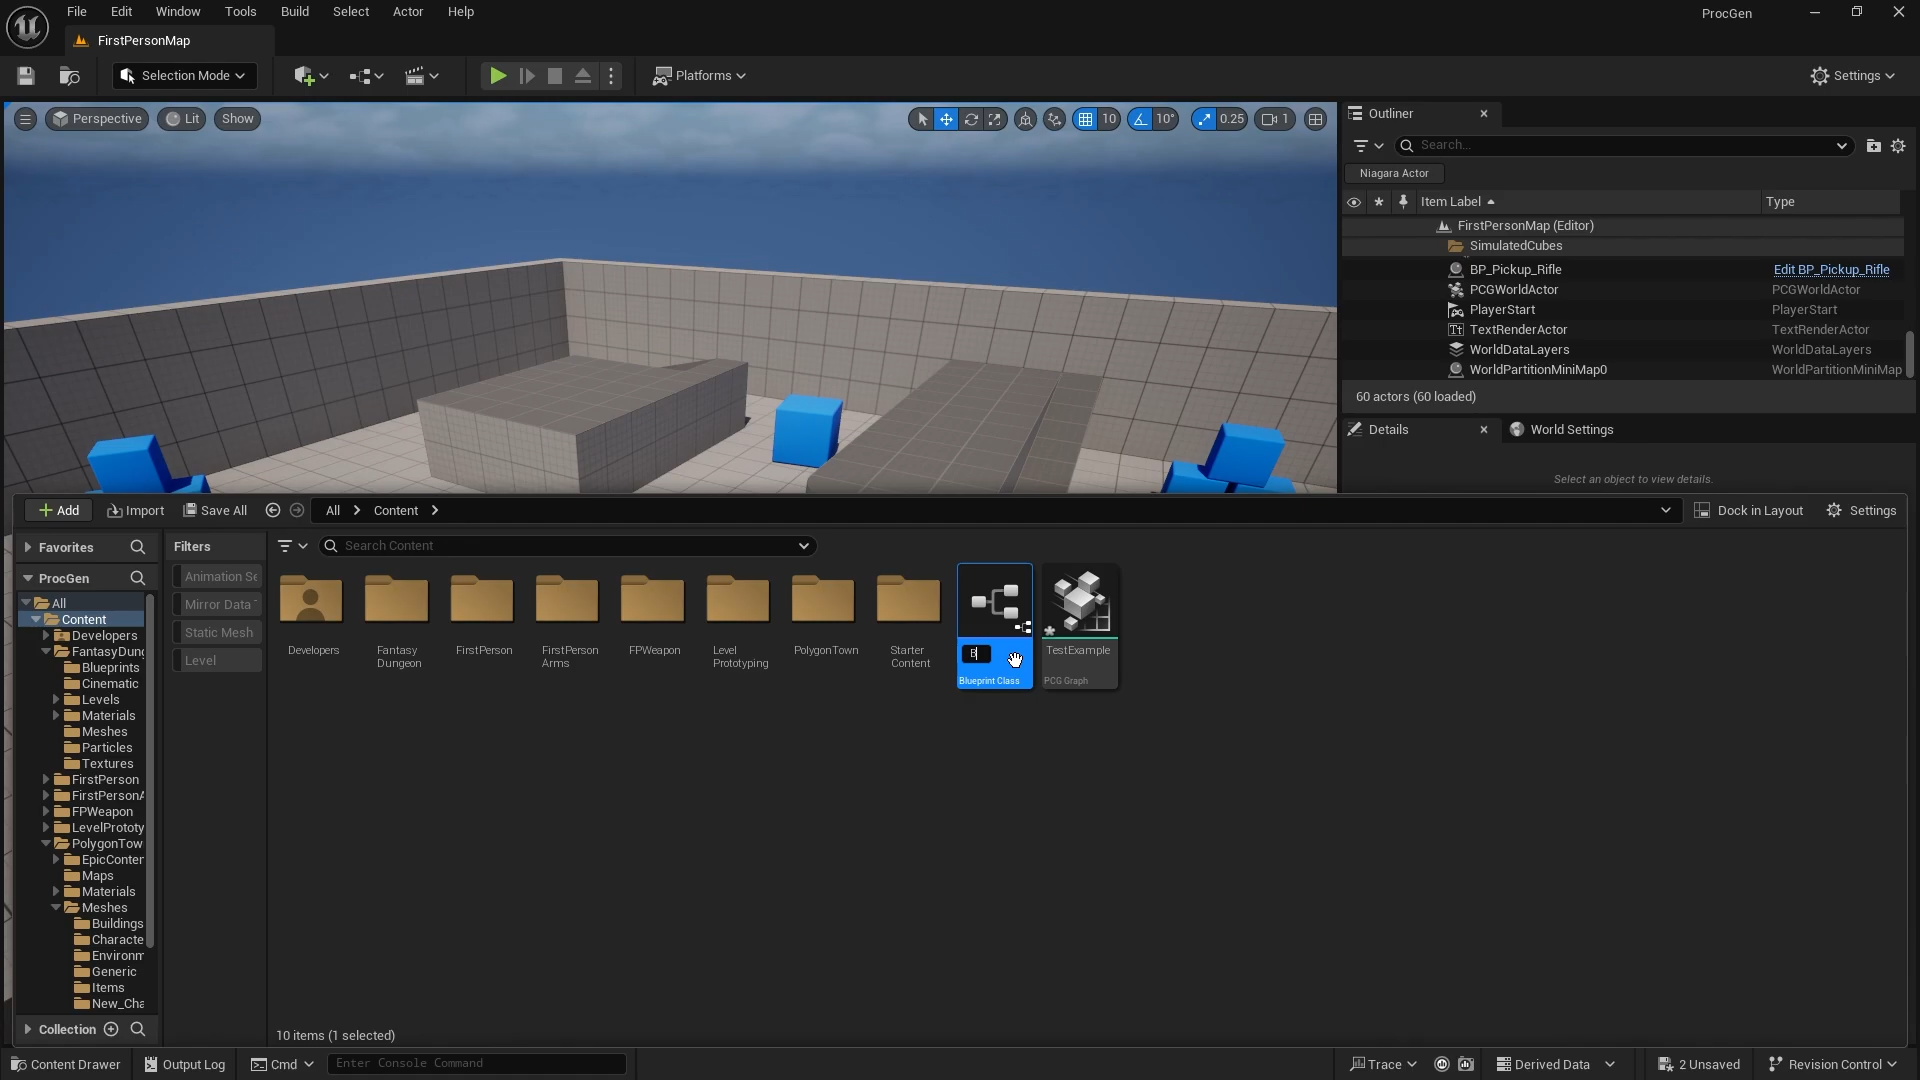 File Edit Window Tools Build Select Actor Help
ProcGen
FirstPersonMap
Selection Mode
Platforms
Settings
Perspective
Lit
Show
10
10°
0.25
1
Outliner
Search...
Niagara Actor
Item Label
Type
FirstPersonMap (Editor)
SimulatedCubes
BP_Pickup_Rifle
Edit BP_Pickup_Rifle
PCGWorldActor
PCGWorldActor
PlayerStart
PlayerStart
TextRenderActor
TextRenderActor
WorldDataLayers
WorldDataLayers
WorldPartitionMiniMap0
WorldPartitionMiniMap
60 actors (60 loaded)
Details
World Settings
Select an object to view details.
Add
Import
Save All
All
Content
Dock in Layout
Settings
Favorites
Filters
Search Content
Animation Se
Mirror Data T
Static Mesh
Level
ProcGen
All
Content
Developers
FantasyDung
Blueprints
Cinematic
Levels
Materials
Meshes
Particles
Textures
FirstPerson
FirstPersonA
FPWeapon
LevelPrototy
PolygonTow
EpicConten
Maps
Materials
Meshes
Buildings
Characte
Environm
Generic
Items
New_Cha
Collection
Developers
Fantasy
Dungeon
FirstPerson
FirstPerson
Arms
FPWeapon
Level
Prototyping
PolygonTown
Starter
Content
B
Blueprint Class
TestExample
PCG Graph
10 items (1 selected)
Content Drawer
Output Log
Cmd
Enter Console Command
Trace
Derived Data
2 Unsaved
Revision Control